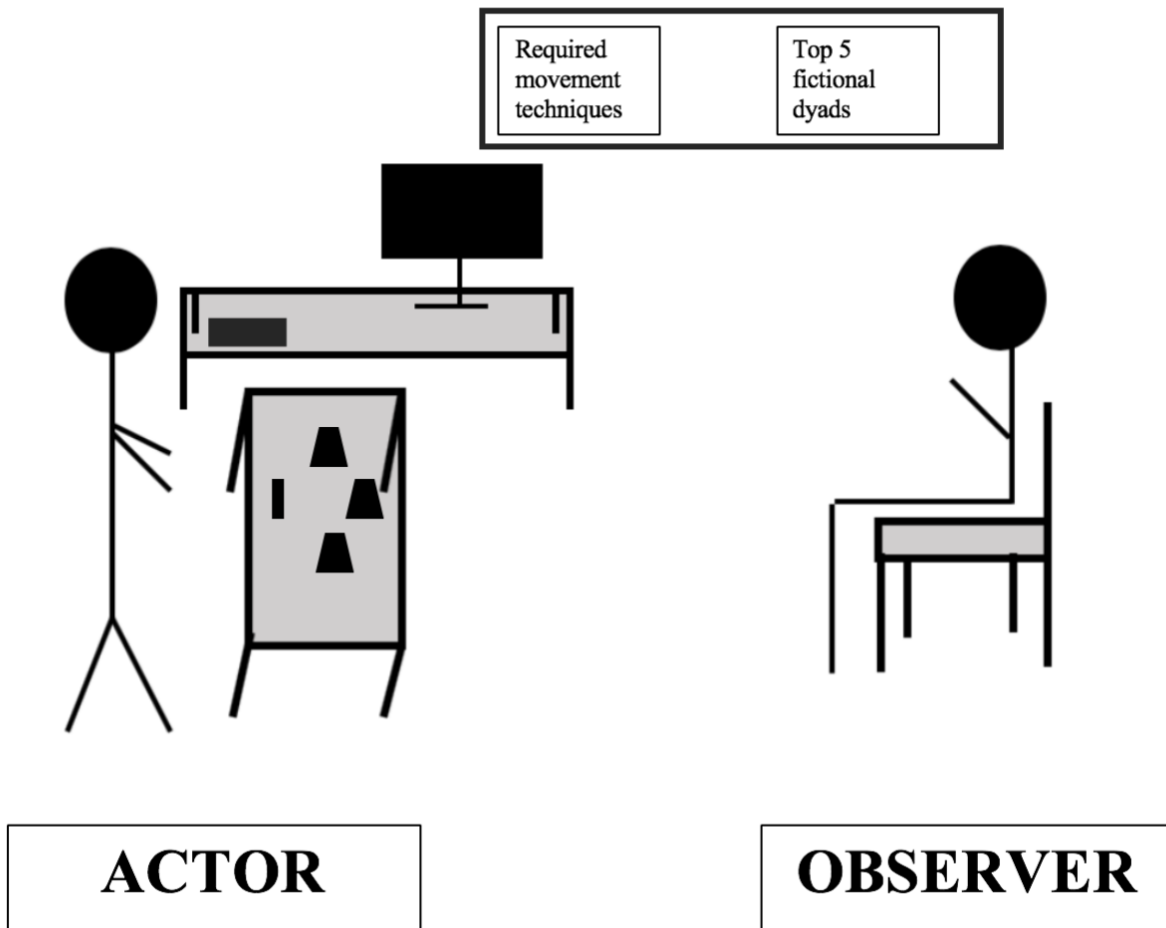 Required
movement
techniques
Top 5
fictional
dyads
ACTOR
OBSERVER